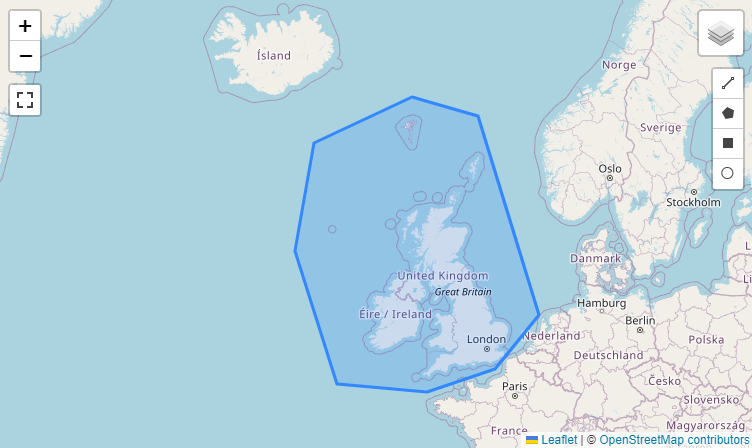 +
−
Ísland
Norge
Sverige
Oslo
Stockholm
Danmark
United Kingdom
Great Britain
Hamburg
Éire / Ireland
Berlin
London
Nederland
Polska
Deutschland
Česko
Paris
Slovensko
Magyarország
France
Leaflet | © OpenStreetMap contributors